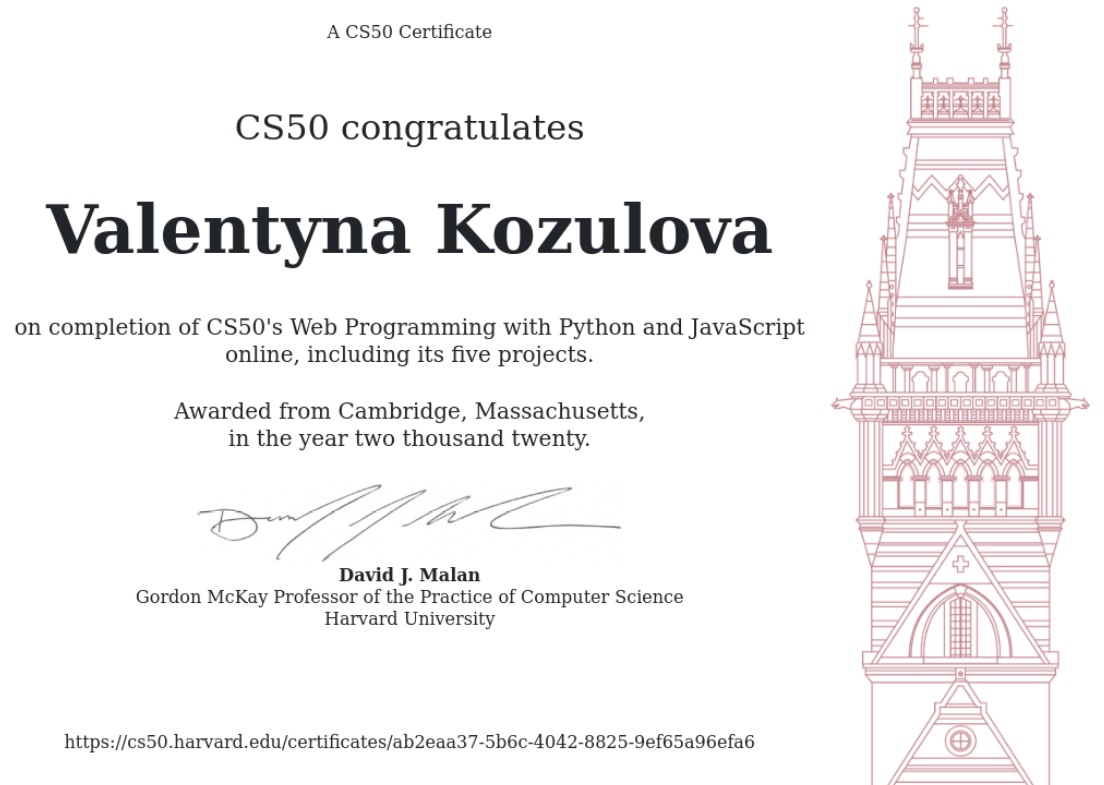 A CS50 Certificate
CS50 congratulates
Valentyna Kozulova
on completion of CS50's Web Programming with Python and JavaScript
online, including its five projects.
Awarded from Cambridge, Massachusetts,
in the year two thousand twenty.
David J. Malan
Gordon McKay Professor of the Practice of Computer Science
Harvard University
https://cs50.harvard.edu/certificates/ab2eaa37-5b6c-4042-8825-9ef65a96efa6